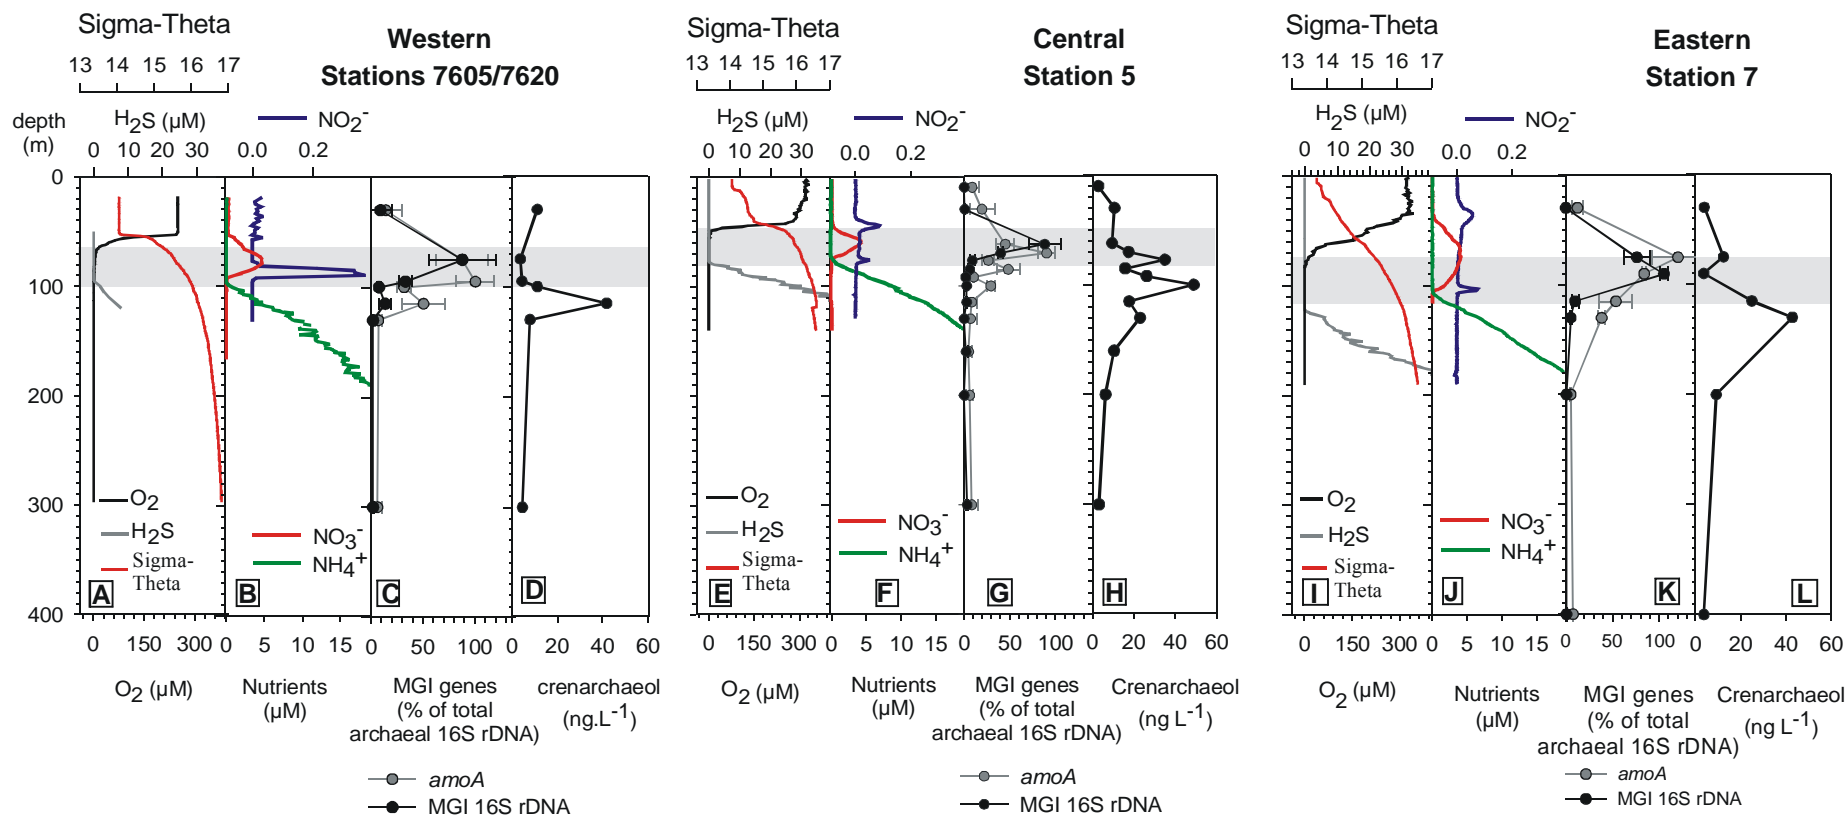 Sigma-Theta
13 14 15 16 17
Western
Stations 7605/7620
H2S (µM)
0 10 20 30
NO2-
0.0 0.2
depth
(m)
0
100
200
300
400
O2
H2S
Sigma-
Theta
A
NO3-
NH4+
B
C
D
0 150 300
0 5 10 15
0 50 100
0 20 40 60
O2 (µM)
Nutrients
(µM)
MGI genes
(% of total
archaeal 16S rDNA)
crenarchaeol
(ng.L-1)
amoA
MGI 16S rDNA
Sigma-Theta
13 14 15 16 17
Central
Station 5
H2S (µM)
0 10 20 30
NO2-
0.0 0.2
O2
H2S
Sigma-
Theta
E
NO3-
NH4+
F
G
H
0 150 300
0 5 10 15
0 50 100
0 20 40 60
O2 (µM)
Nutrients
(µM)
MGI genes
(% of total
archaeal 16S rDNA)
Crenarchaeol
(ng L-1)
amoA
MGI 16S rDNA
Sigma-Theta
13 14 15 16 17
Eastern
Station 7
H2S (µM)
0 10 20 30
NO2-
0.0 0.2
O2
H2S
Sigma-
Theta
I
NO3-
NH4+
J
K
L
0 150 300
0 5 10 15
0 50 100
0 20 40 60
O2 (µM)
Nutrients
(µM)
MGI genes
(% of total
archaeal 16S rDNA)
Crenarchaeol
(ng L-1)
amoA
MGI 16S rDNA